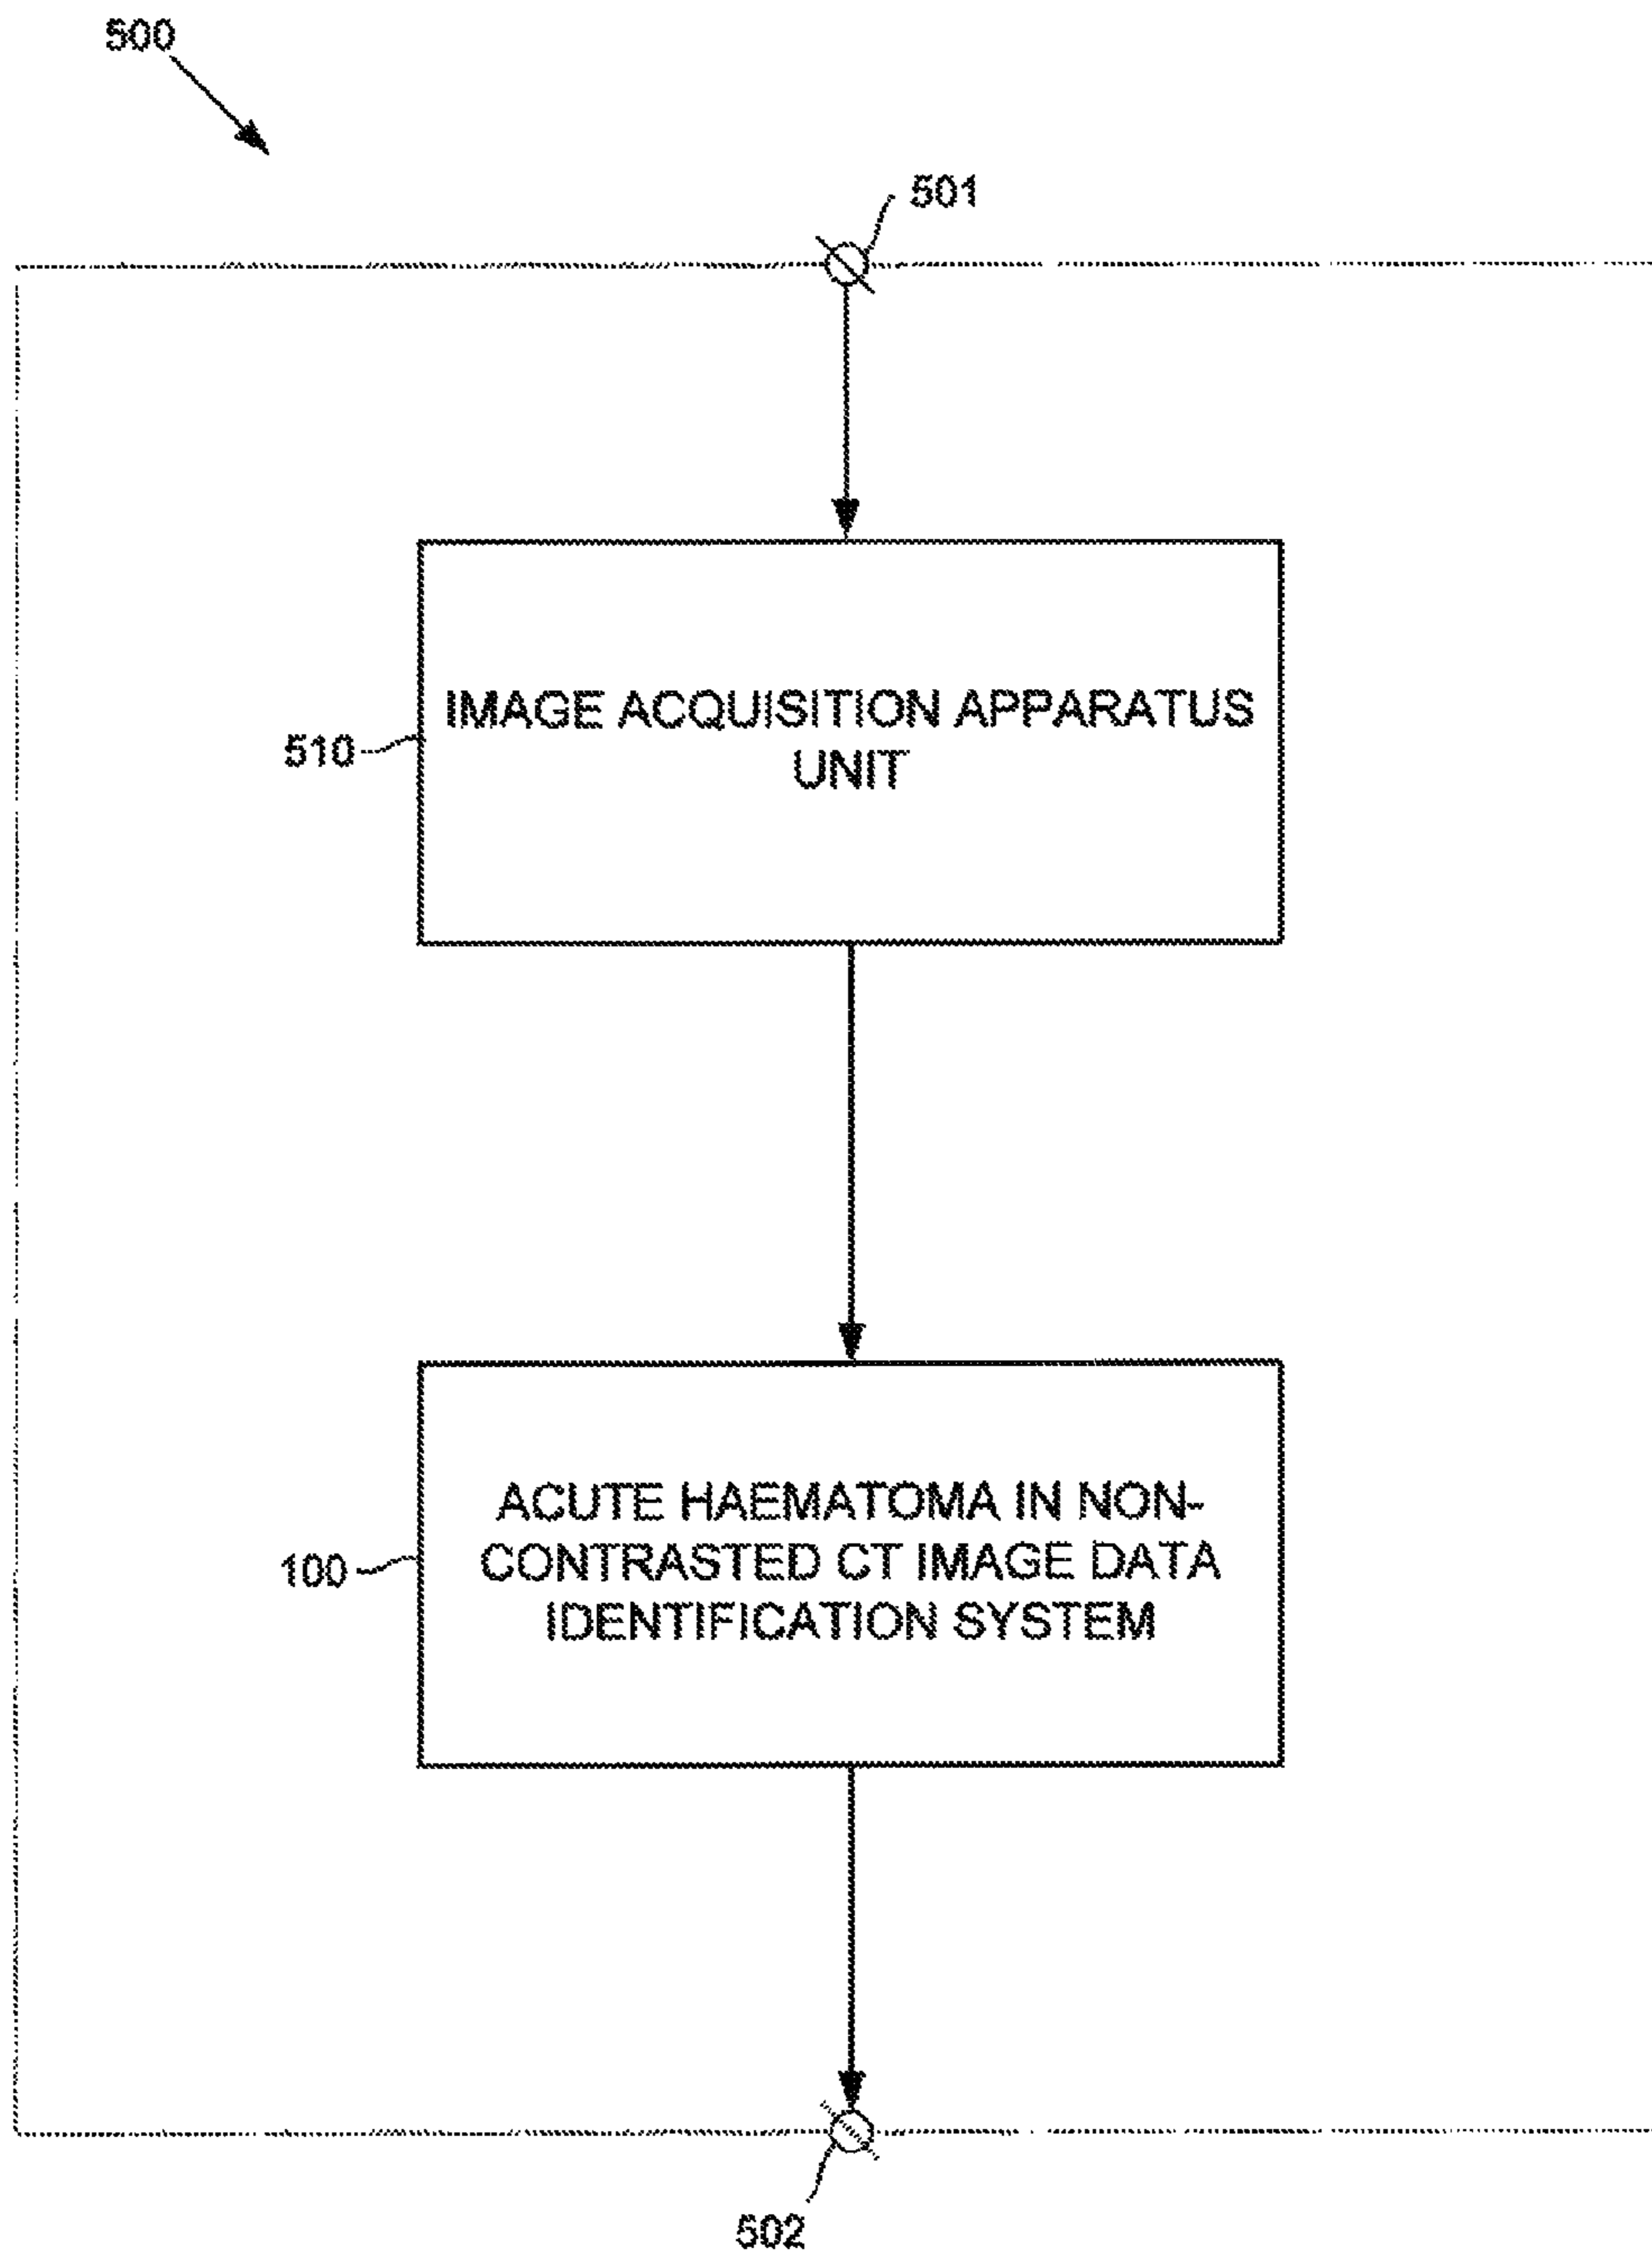 500
501
IMAGE ACQUISITION APPARATUS
UNIT
510
ACUTE HAEMATOMA IN NON-
CONTRASTED CT IMAGE DATA
IDENTIFICATION SYSTEM
100
502